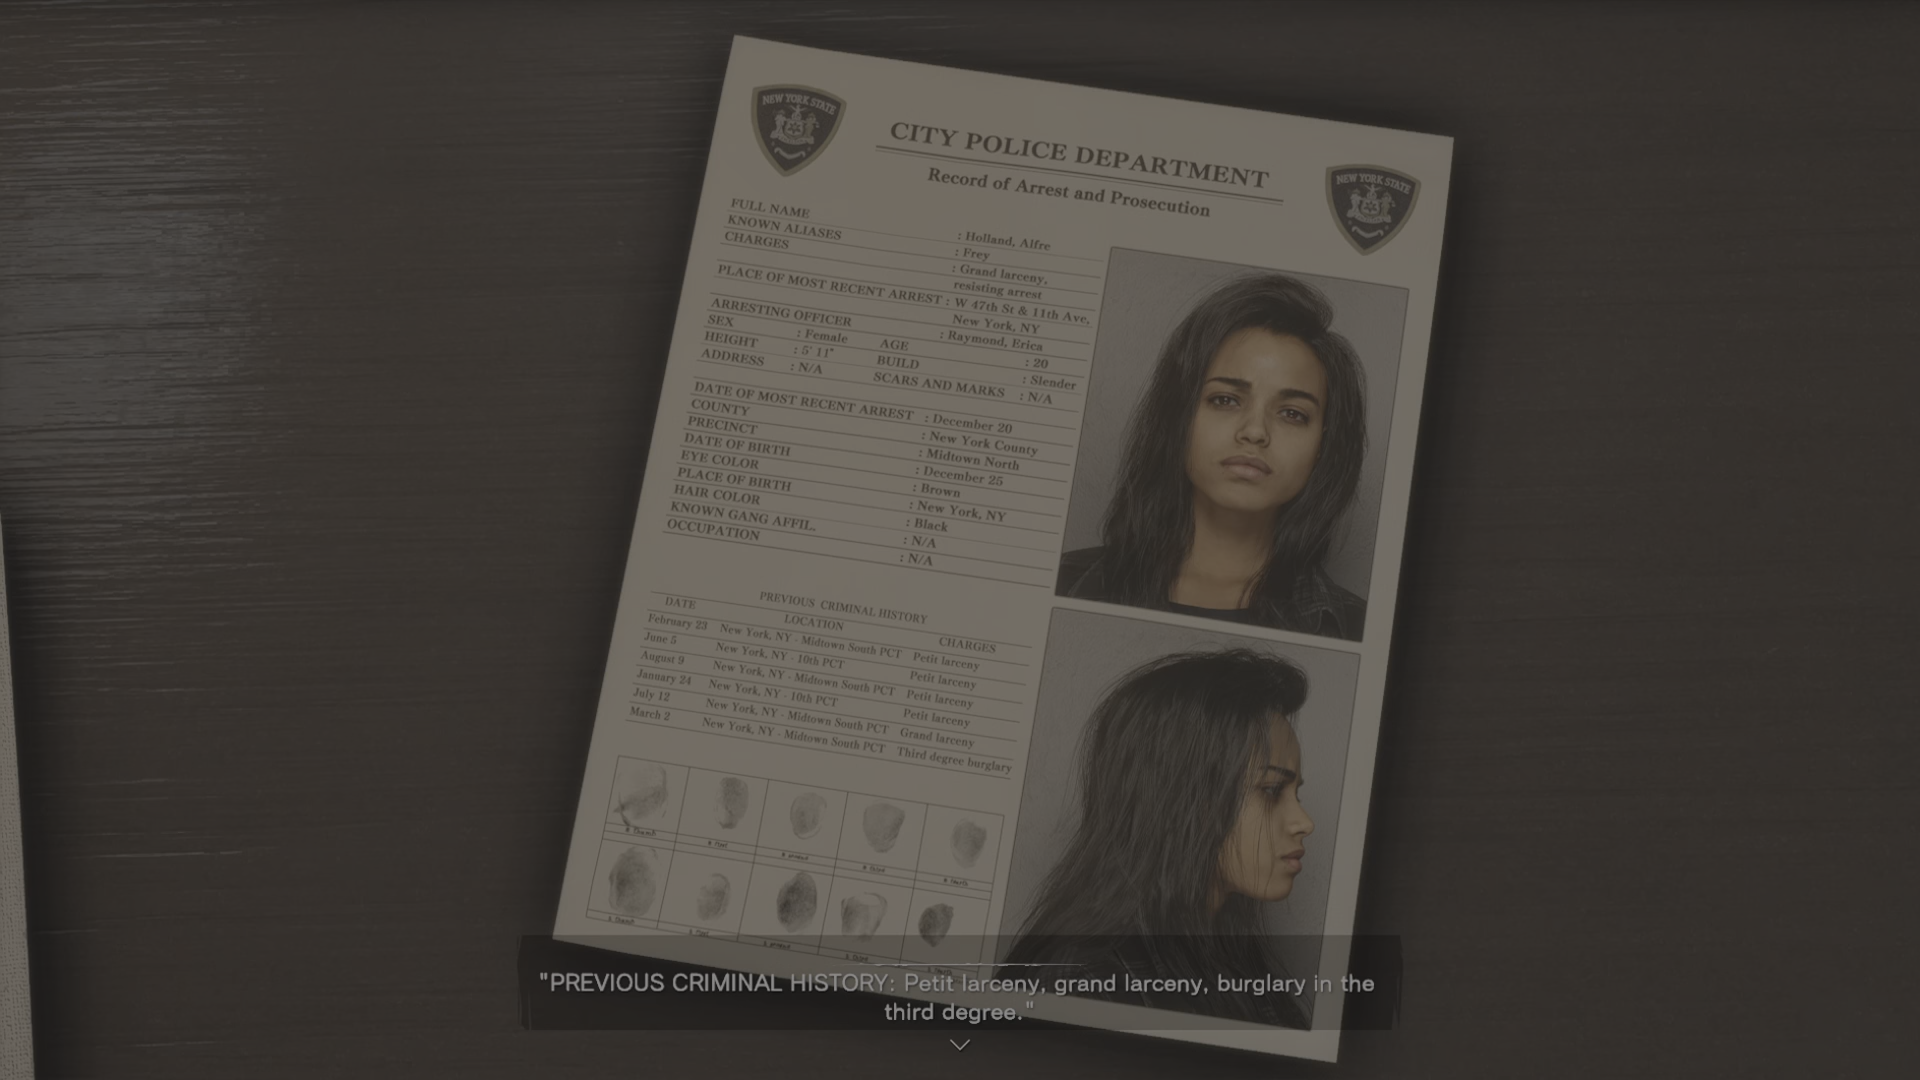 NEW YORK STATE
CITY POLICE DEPARTMENT
NEW YORK STATE
Record of Arrest and Prosecution
FULL NAME : Holland, Alfre
KNOWN ALIASES : Frey
CHARGES : Grand larceny,
resisting arrest
PLACE OF MOST RECENT ARREST : W 47th St & 11th Ave,
New York, NY
ARRESTING OFFICER : Raymond, Erica
SEX : Female AGE : 20
HEIGHT : 5' 11" BUILD : Slender
ADDRESS : N/A SCARS AND MARKS : N/A
DATE OF MOST RECENT ARREST : December 20
COUNTY : New York County
PRECINCT : Midtown North
DATE OF BIRTH : December 25
EYE COLOR : Brown
PLACE OF BIRTH : New York, NY
HAIR COLOR : Black
KNOWN GANG AFFIL. : N/A
OCCUPATION : N/A
PREVIOUS CRIMINAL HISTORY
DATE LOCATION CHARGES
February 23 New York, NY - Midtown South PCT Petit larceny
June 5 New York, NY - 10th PCT Petit larceny
August 9 New York, NY - Midtown South PCT Petit larceny
January 24 New York, NY - 10th PCT Petit larceny
July 12 New York, NY - Midtown South PCT Grand larceny
March 2 New York, NY - Midtown South PCT Third degree burglary
"PREVIOUS CRIMINAL HISTORY: Petit larceny, grand larceny, burglary in the
third degree."